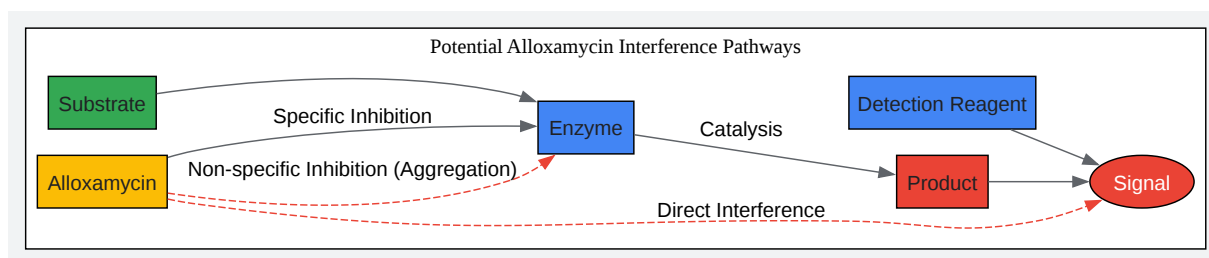 Potential Alloxamycin Interference Pathways
Substrate
Detection Reagent
Specific Inhibition
Enzyme
Catalysis
Non-specific Inhibition (Aggregation)
Alloxamycin
Product
Signal
Direct Interference